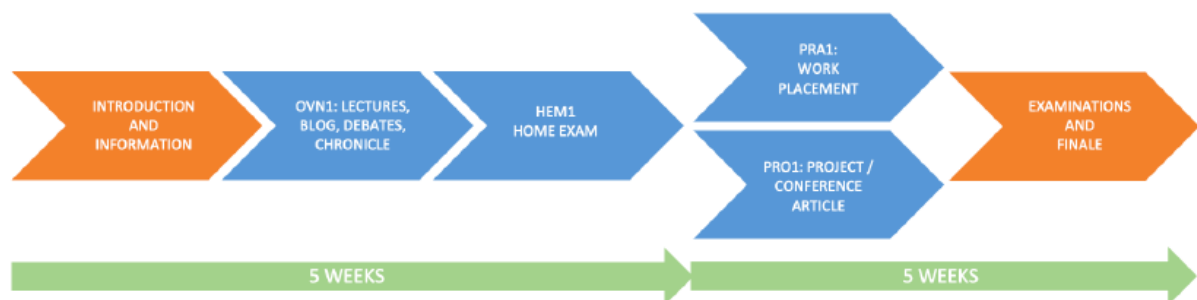 INTRODUCTION
AND
INFORMATION
OVN1: LECTURES,
BLOG, DEBATES,
CHRONICLE
HEM1
HOME EXAM
PRA1:
WORK
PLACEMENT
PRO1: PROJECT /
CONFERENCE
ARTICLE
EXAMINATIONS
AND
FINALE
5 WEEKS
5 WEEKS